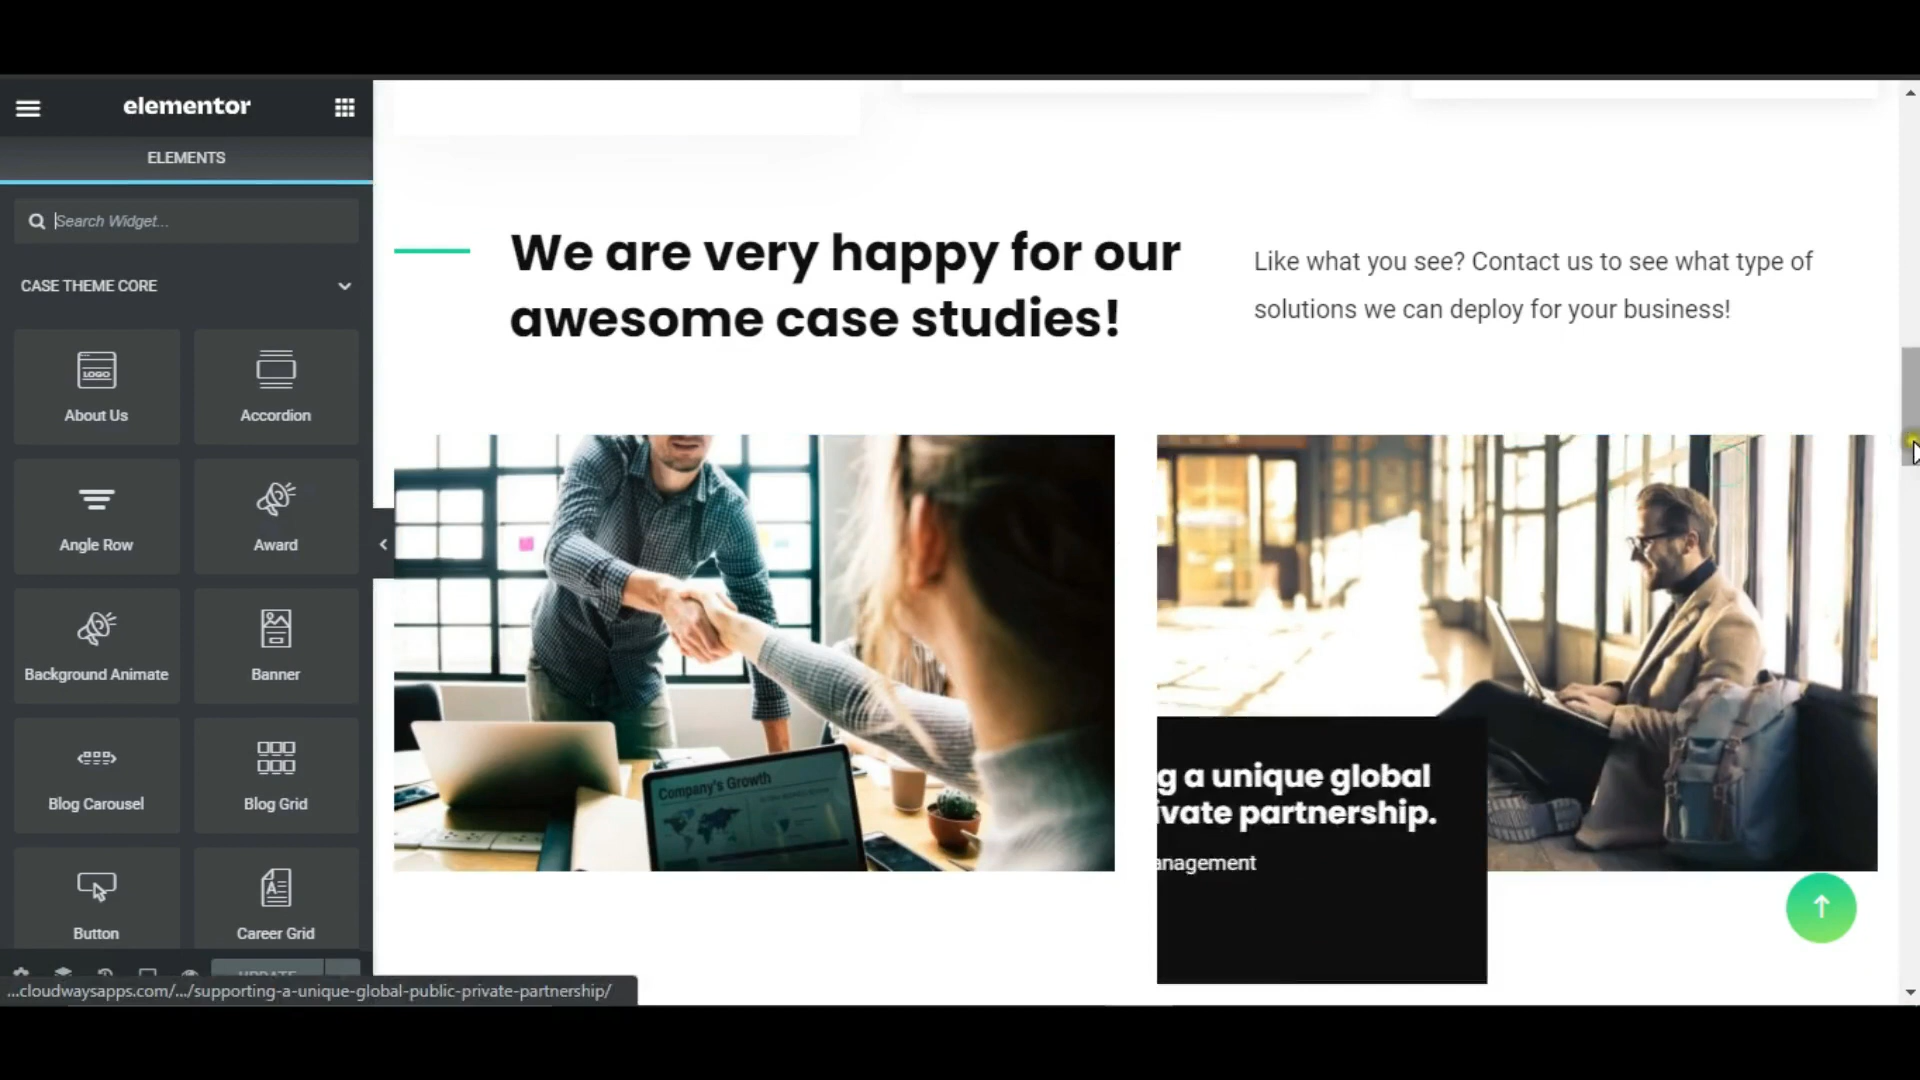 elementor
ELEMENTS
Search Widget...
CASE THEME CORE
LOGO
About Us
Accordion
Angle Row
Award
Background Animate
Banner
Blog Carousel
Blog Grid
Button
A
Career Grid
UPDATE
...cloudwaysapps.com/.../supporting-a-unique-global-public-private-partnership/
We are very happy for our
awesome case studies!
Like what you see? Contact us to see what type of
solutions we can deploy for your business!
Company's Growth
g a unique global
ivate partnership.
anagement